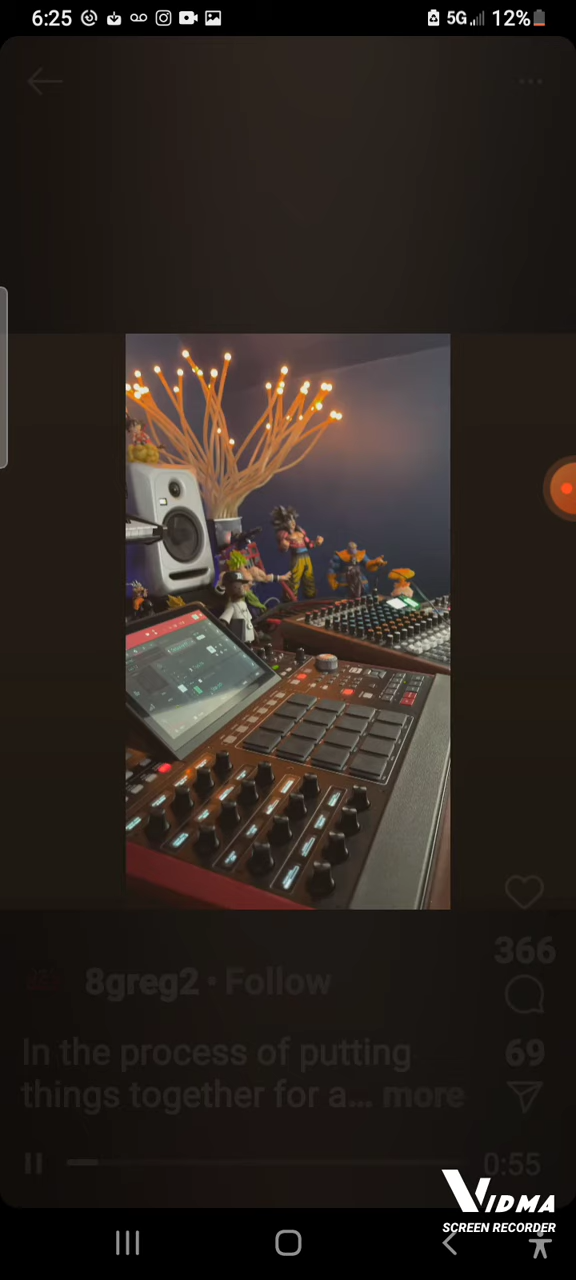 6:25
5G 12%
366
8greg2 • Follow
In the process of putting
69
things together for a... more
0:55
VIDMA
SCREEN RECORDER